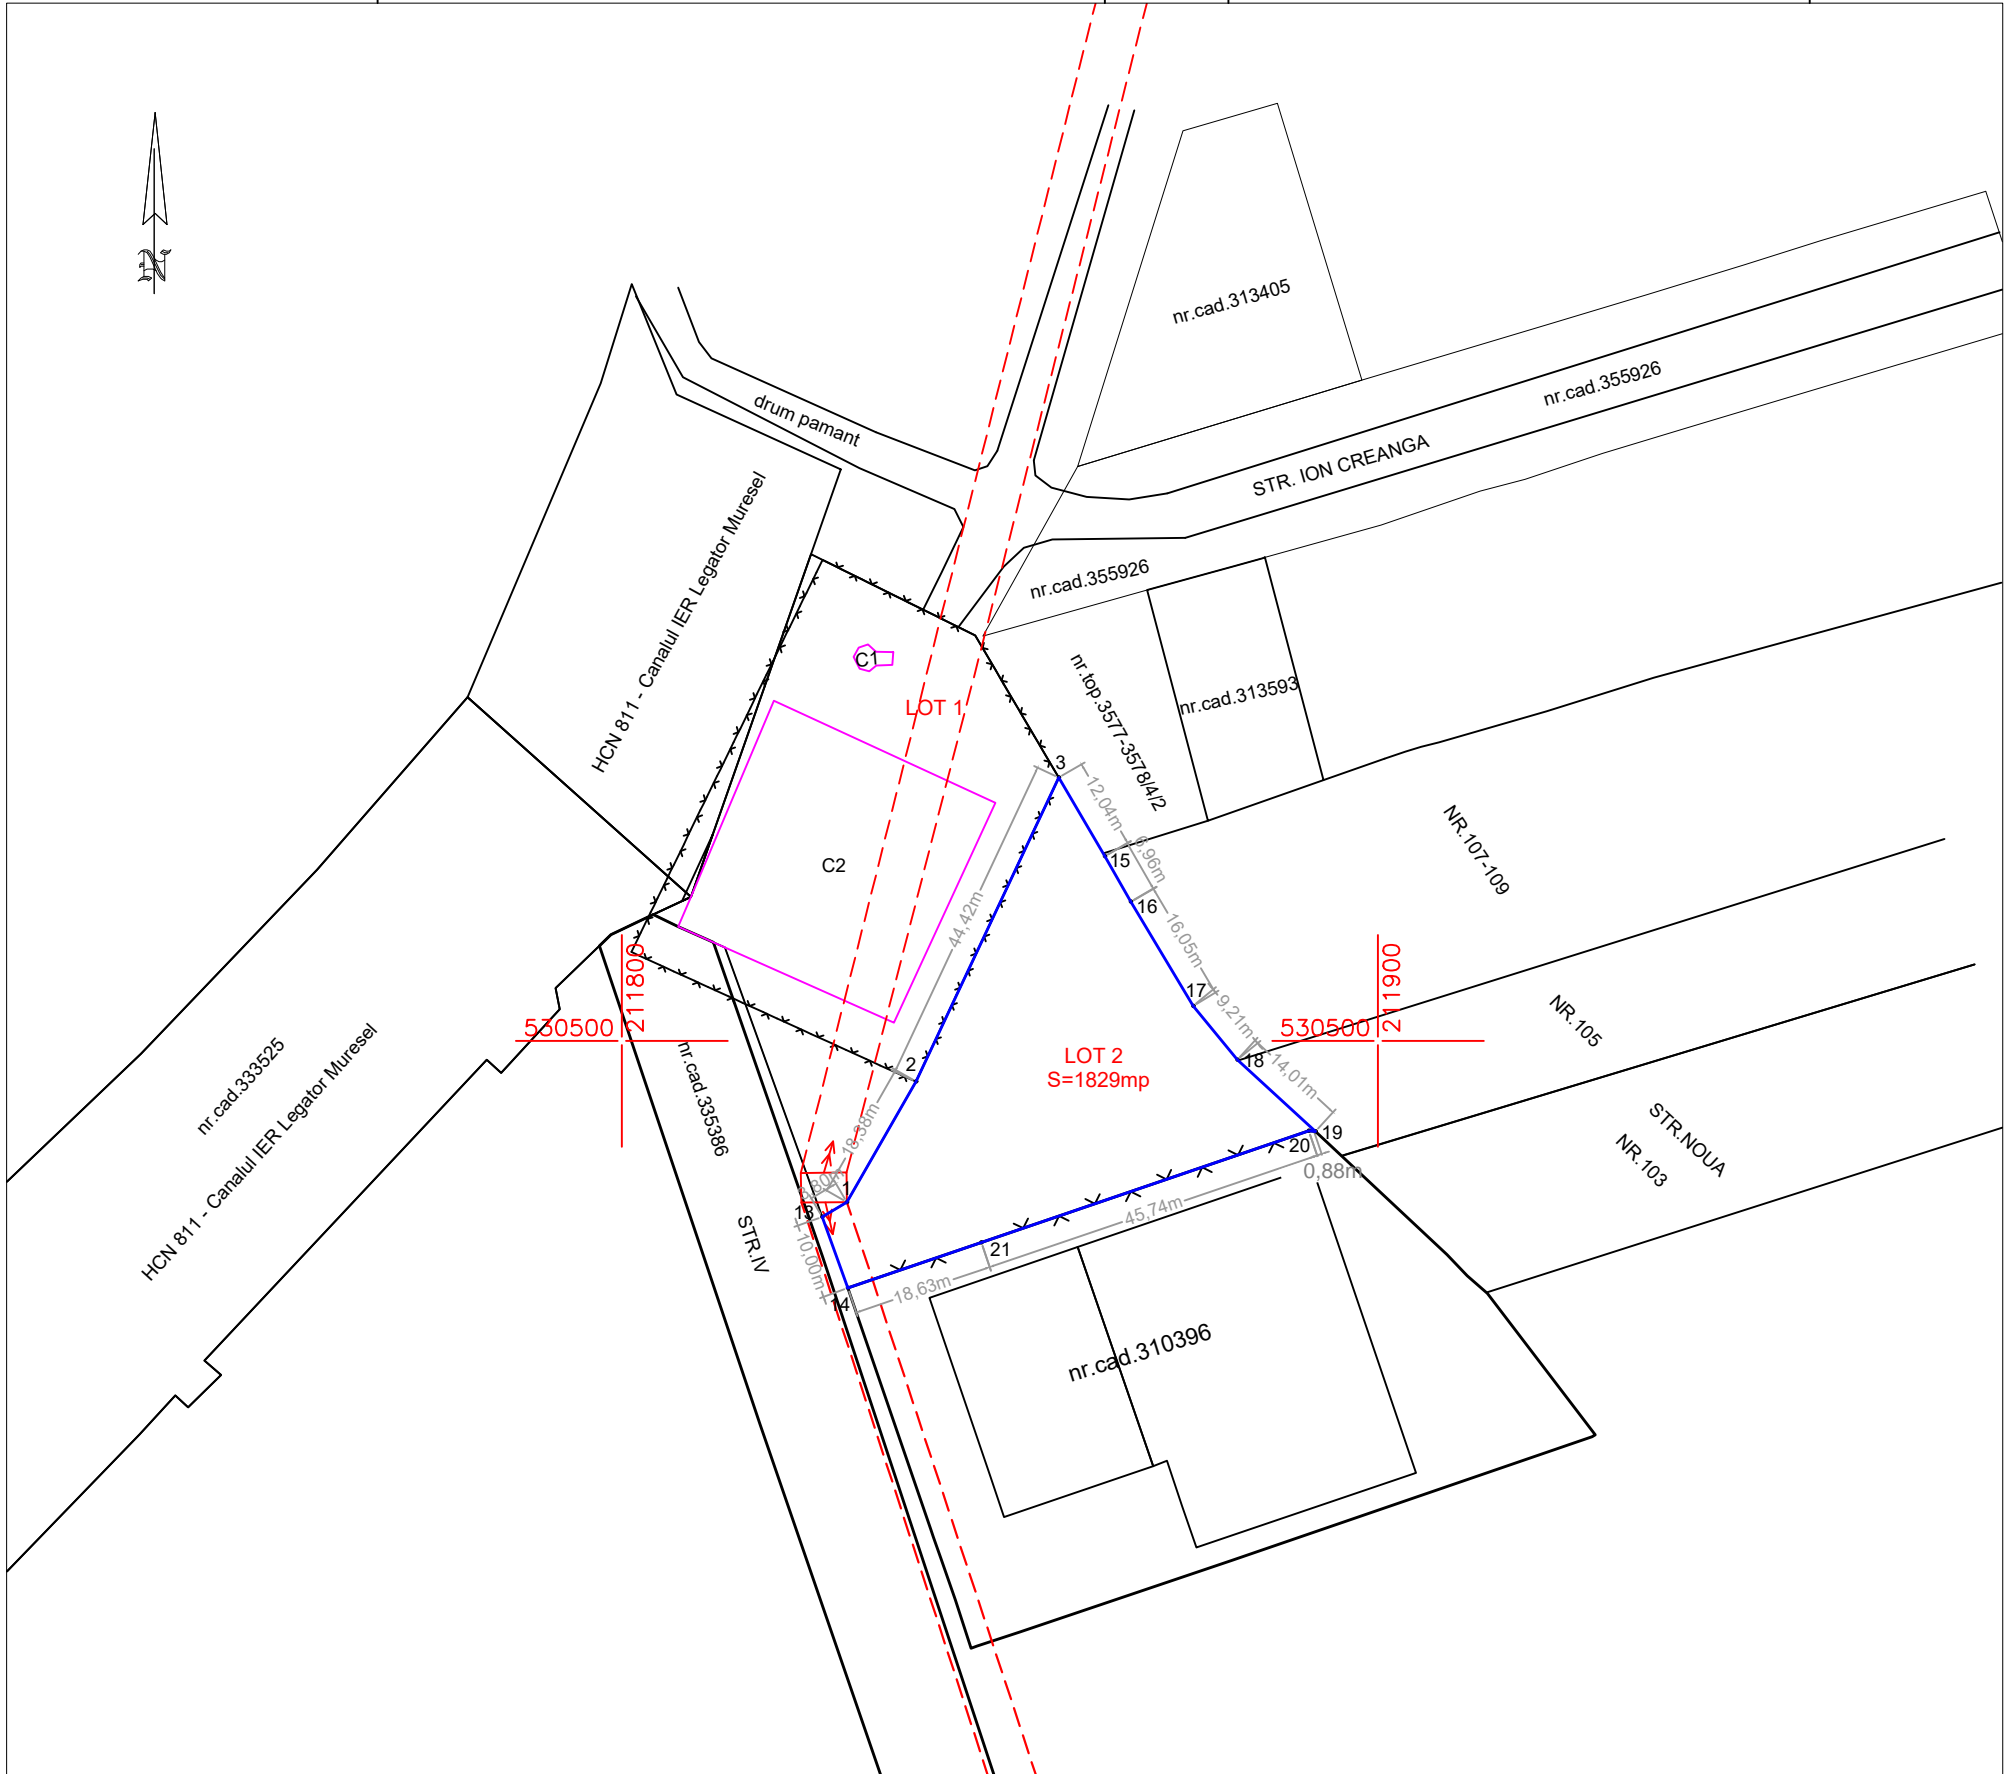 N
nr.cad.313405
nr.cad.355926
STR. ION CREANGA
drum pamant
HCN 811 - Canalul IER Legator Muresel
nr.cad.355926
C1
LOT 1
nr.top.3577-3578/4/2
nr.cad.313593
3
12,04m
6,96m
15
NR.107-109
C2
44,42m
16
16,05m
17
9,21m
530500
211800
530500
211900
NR.105
18
14,01m
2
LOT 2
S=1829mp
nr.cad.333525
HCN 811 - Canalul IER Legator Muresel
nr.cad.335386
18,38m
19
20
0,88m
STR.NOUA
NR.103
1
13
10,00m
STR.IV
45,74m
21
18,63m
14
nr.cad.310396